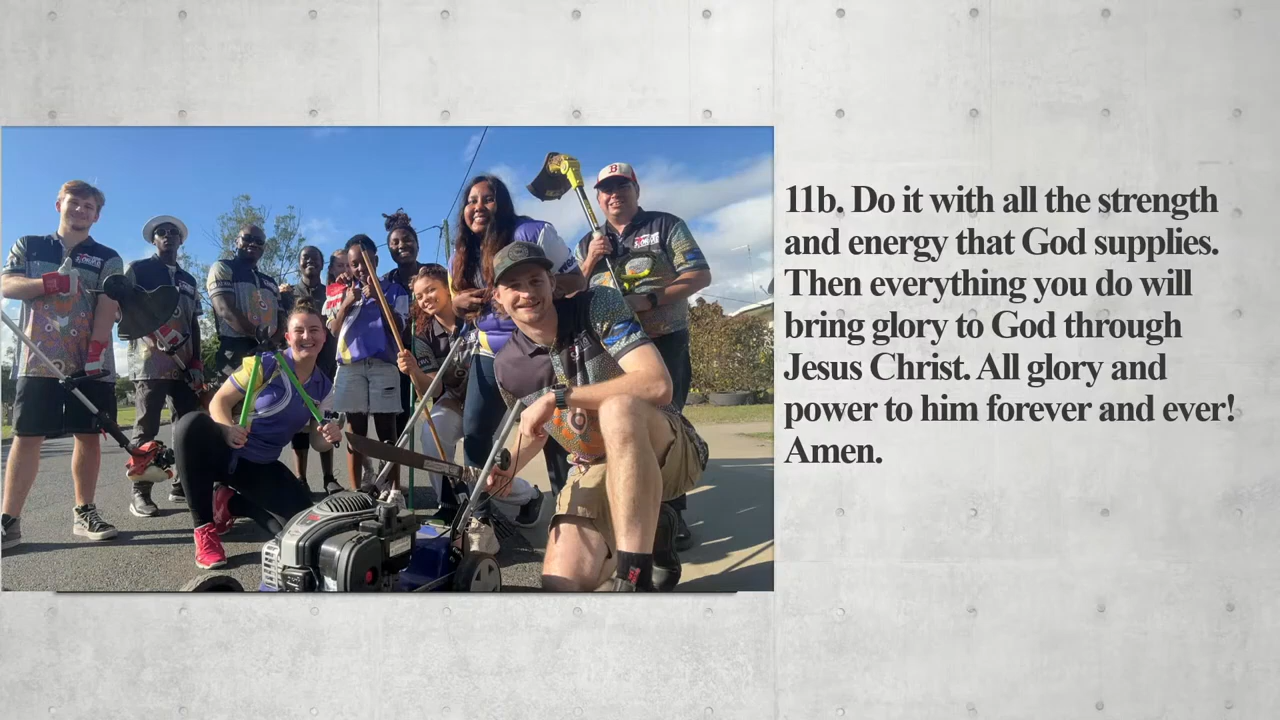 11b. Do it with all the strength
and energy that God supplies.
Then everything you do will
bring glory to God through
Jesus Christ. All glory and
power to him forever and ever!
Amen.
B